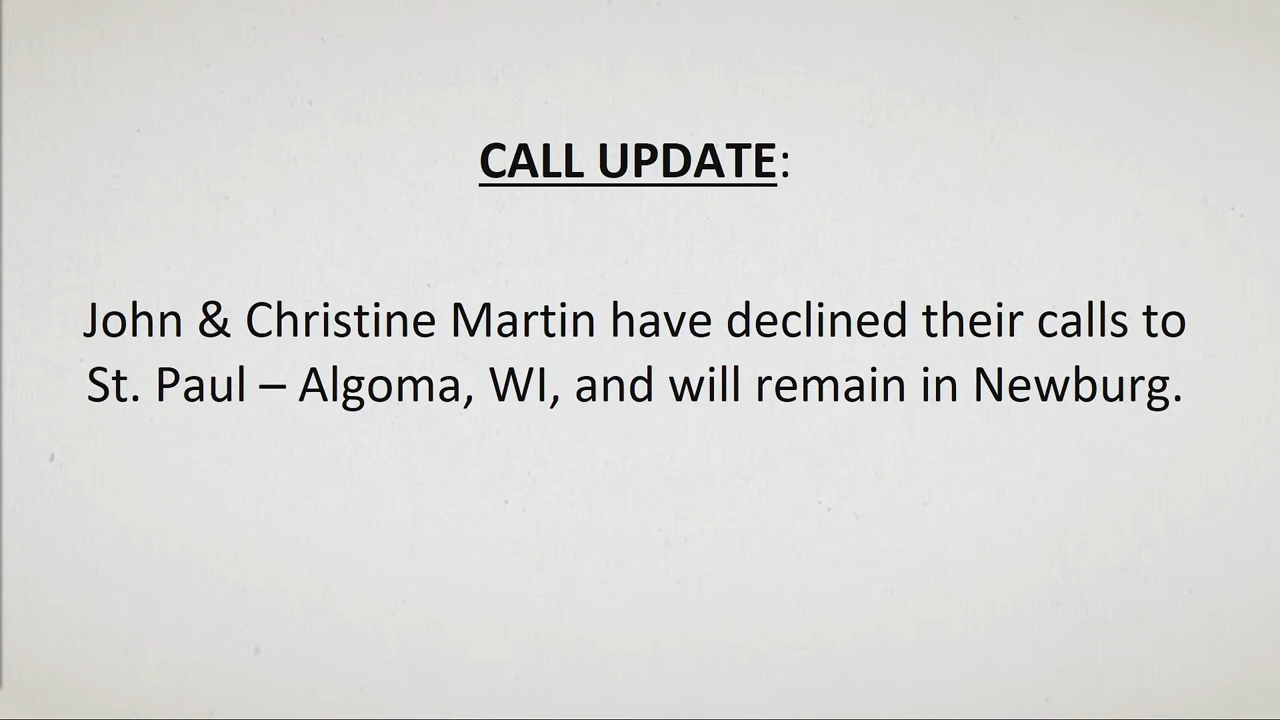 CALL UPDATE:
John & Christine Martin have declined their calls to
St. Paul – Algoma, WI, and will remain in Newburg.